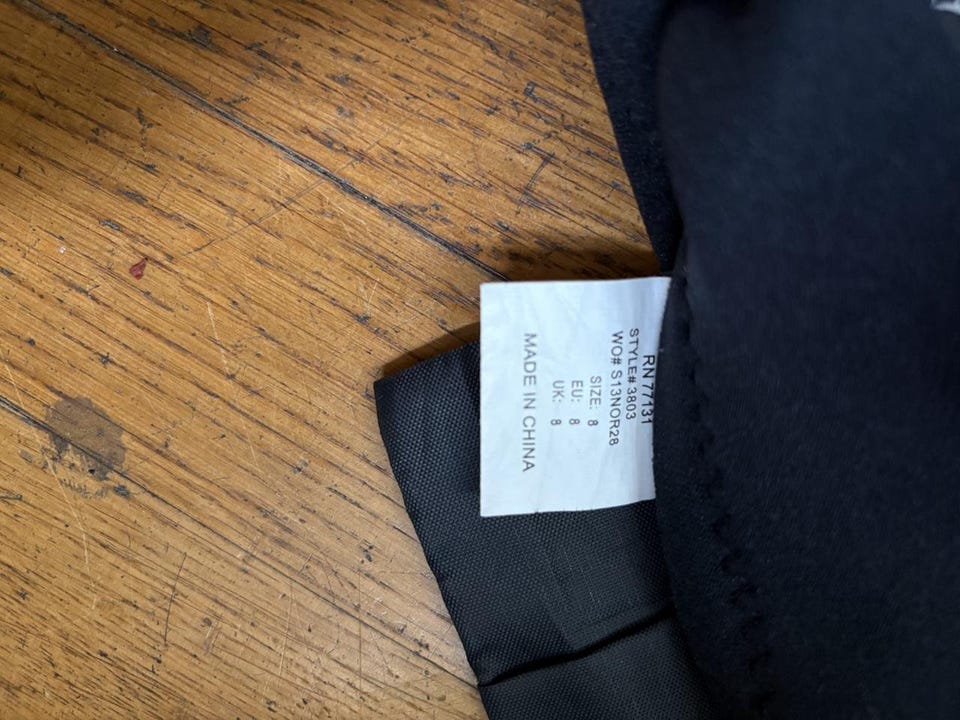 RN 77131
STYLE# 3803
WO# S13NOR28
SIZE: 8
EU: 8
UK: 8
MADE IN CHINA